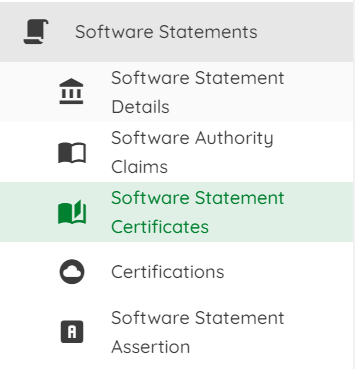 Software Statements
Software Statement
Details
Software Authority
Claims
Software Statement
Certificates
Certifications
Software Statement
Assertion